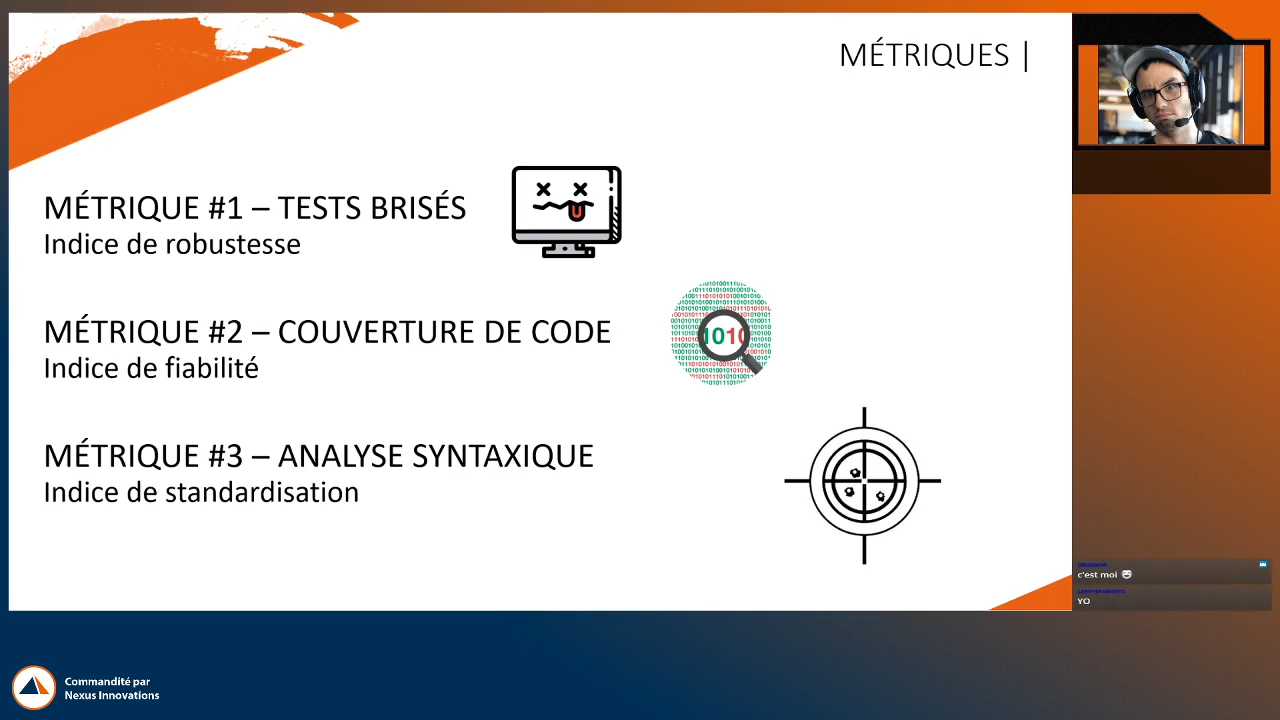 MÉTRIQUES |
MÉTRIQUE #1 – TESTS BRISÉS
Indice de robustesse
MÉTRIQUE #2 – COUVERTURE DE CODE
Indice de fiabilité
MÉTRIQUE #3 – ANALYSE SYNTAXIQUE
Indice de standardisation
c'est moi
YO
Commandité par
Nexus Innovations